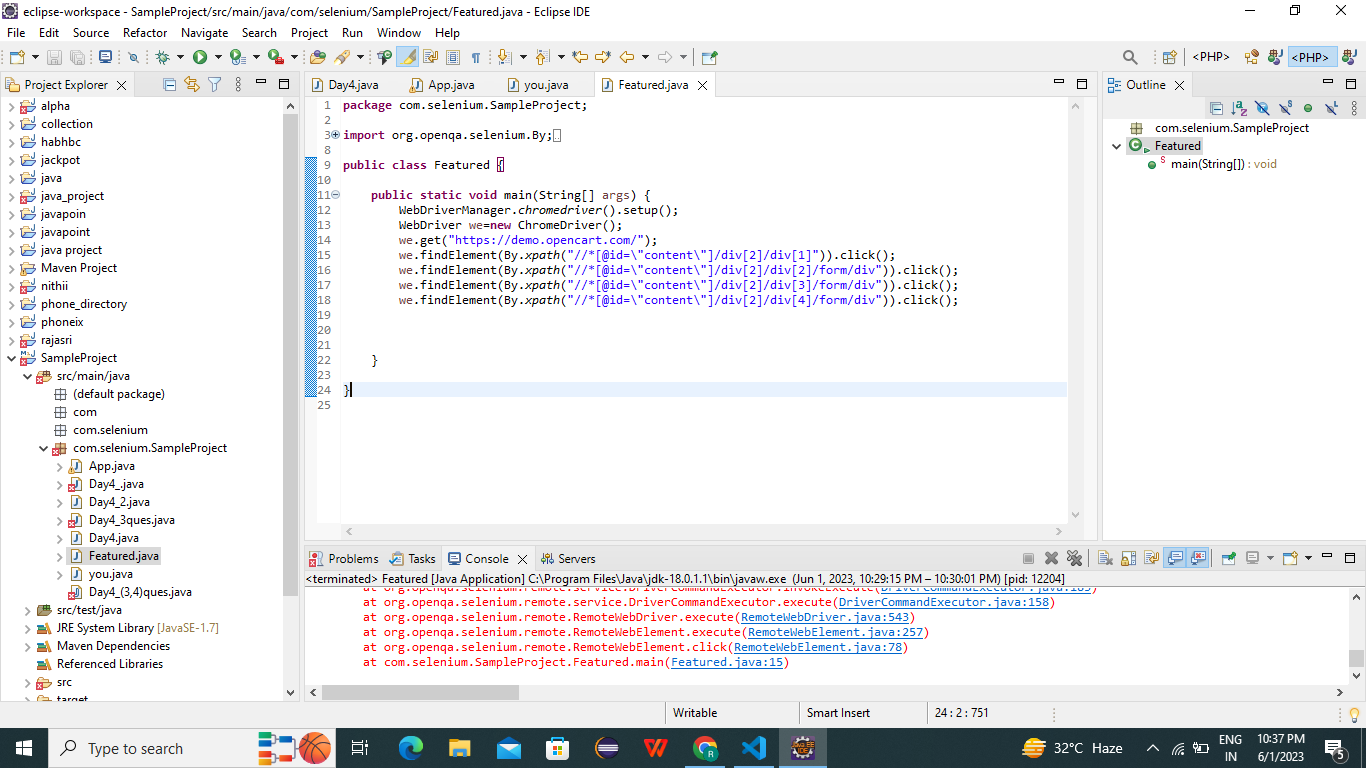 eclipse-workspace - SampleProject/src/main/java/com/selenium/SampleProject/Featured.java - Eclipse IDE
File Edit Source Refactor Navigate Search Project Run Window Help
<PHP> <PHP>
Project Explorer
alpha
collection
habhbc
jackpot
java
java_project
javapoin
javapoint
java project
Maven Project
nithii
phone_directory
phoneix
rajasri
SampleProject
src/main/java
(default package)
com
com.selenium
com.selenium.SampleProject
App.java
Day4_.java
Day4_2.java
Day4_3ques.java
Day4.java
Featured.java
you.java
Day4_(3,4)ques.java
src/test/java
JRE System Library [JavaSE-1.7]
Maven Dependencies
Referenced Libraries
src
target
Day4.java App.java you.java Featured.java
1 package com.selenium.SampleProject;
2
3 import org.openqa.selenium.By;
8
9 public class Featured {
10
11 public static void main(String[] args) {
12 WebDriverManager.chromedriver().setup();
13 WebDriver we=new ChromeDriver();
14 we.get("https://demo.opencart.com/");
15 we.findElement(By.xpath("//*[@id=\"content\"]/div[2]/div[1]")).click();
16 we.findElement(By.xpath("//*[@id=\"content\"]/div[2]/div[2]/form/div")).click();
17 we.findElement(By.xpath("//*[@id=\"content\"]/div[2]/div[3]/form/div")).click();
18 we.findElement(By.xpath("//*[@id=\"content\"]/div[2]/div[4]/form/div")).click();
19
20
21
22 }
23
24 }
25
Outline
com.selenium.SampleProject
Featured
main(String[]) : void
Problems Tasks Console Servers
<terminated> Featured [Java Application] C:\Program Files\Java\jdk-18.0.1.1\bin\javaw.exe (Jun 1, 2023, 10:29:15 PM – 10:30:01 PM) [pid: 12204]
at org.openqa.selenium.remote.service.DriverCommandExecutor.invokeExecute(DriverCommandExecutor.java:183)
at org.openqa.selenium.remote.service.DriverCommandExecutor.execute(DriverCommandExecutor.java:158)
at org.openqa.selenium.remote.RemoteWebDriver.execute(RemoteWebDriver.java:543)
at org.openqa.selenium.remote.RemoteWebElement.execute(RemoteWebElement.java:257)
at org.openqa.selenium.remote.RemoteWebElement.click(RemoteWebElement.java:78)
at com.selenium.SampleProject.Featured.main(Featured.java:15)
Writable Smart Insert 24 : 2 : 751
Type to search
32°C Haze
ENG
IN
10:37 PM
6/1/2023
5